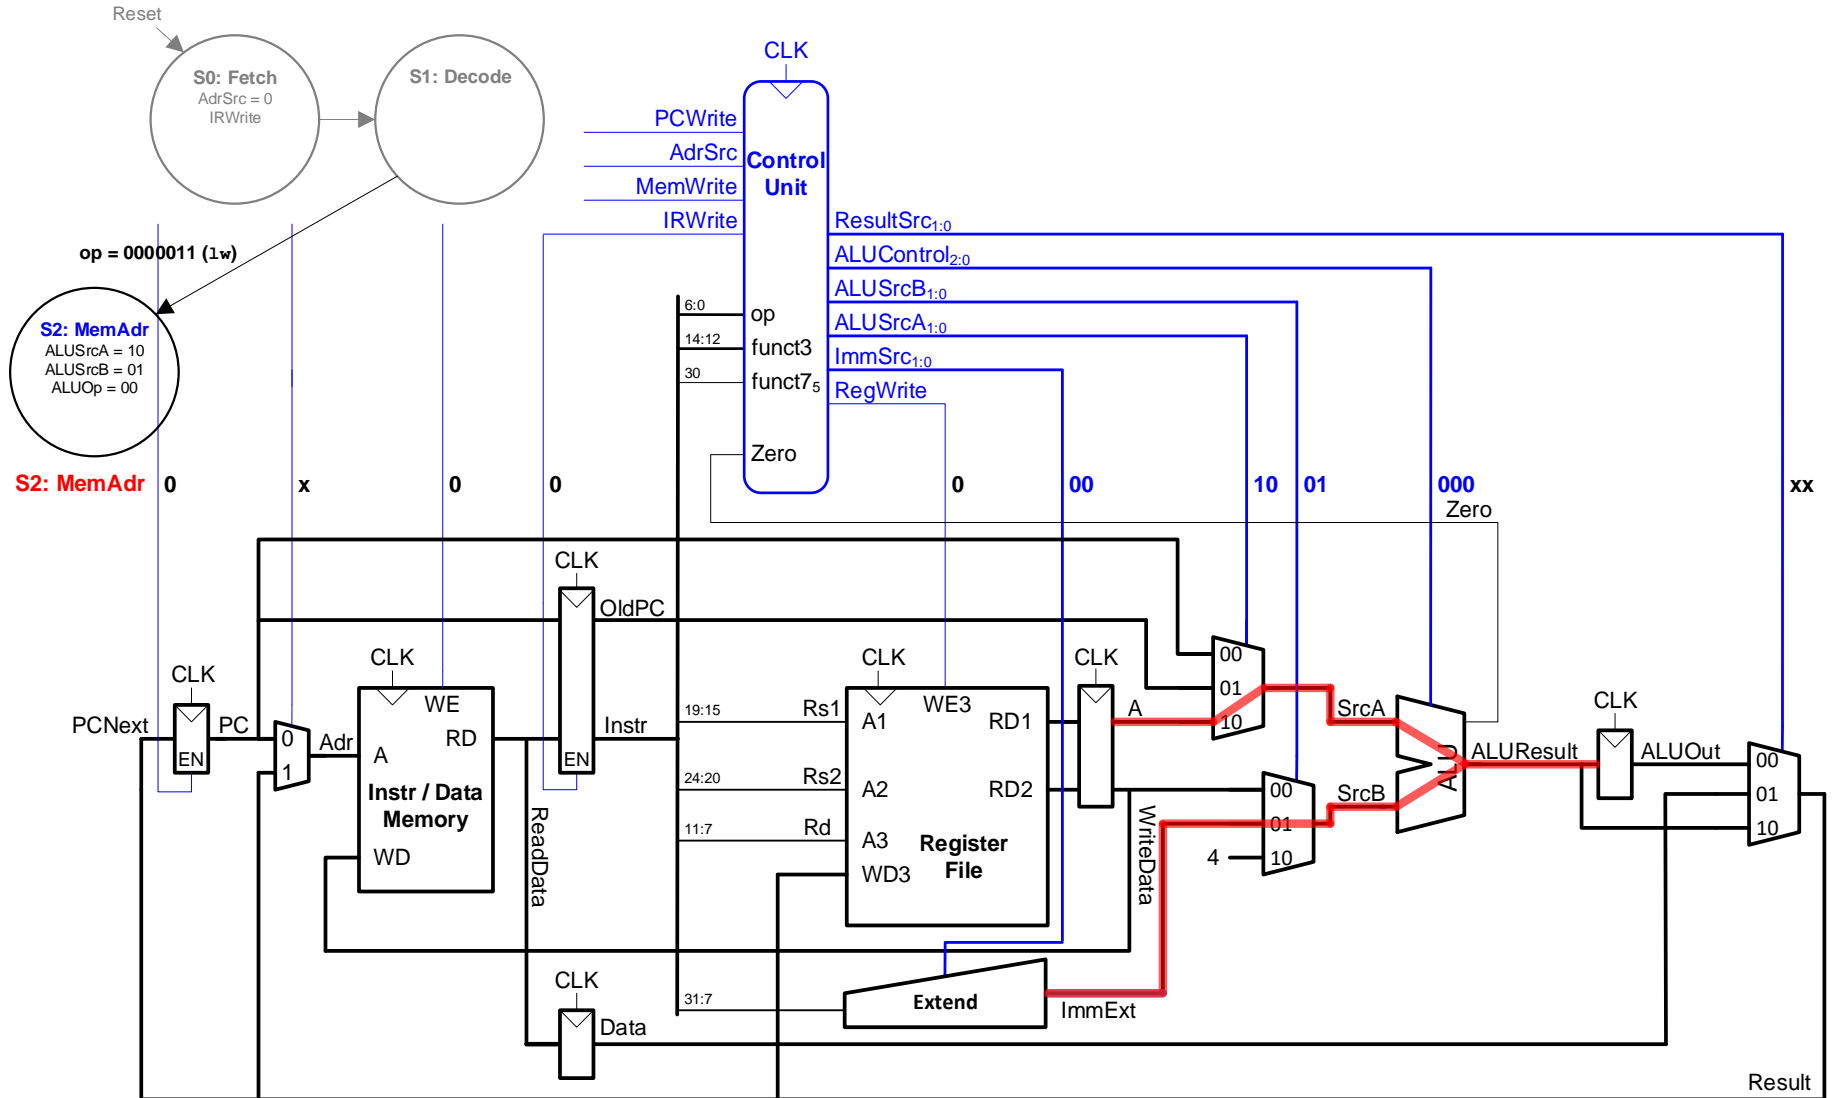 Reset
S0: Fetch
AdrSrc = 0
IRWrite
S1: Decode
op = 0000011 (lw)
S2: MemAdr
ALUSrcA = 10
ALUSrcB = 01
ALUOp = 00
CLK
PCWrite
AdrSrc
MemWrite
IRWrite
Control
Unit
ResultSrc1:0
ALUControl2:0
ALUSrcB1:0
ALUSrcA1:0
ImmSrc1:0
RegWrite
6:0
op
14:12
funct3
30
funct75
Zero
S2: MemAdr 0 x 0 0 0 00 10 01 000 xx
Zero
CLK
OldPC
CLK
PCNext
EN
PC
0
1
Adr
CLK
WE
A
RD
Instr / Data
Memory
WD
EN
Instr
ReadData
19:15
Rs1
24:20
Rs2
11:7
Rd
CLK
WE3
A1
RD1
A2
RD2
A3
WD3
Register
File
CLK
A
WriteData
00
01
10
SrcA
00
01
10
4
SrcB
ALU
ALUResult
CLK
ALUOut
00
01
10
31:7
Extend
ImmExt
CLK
Data
Result